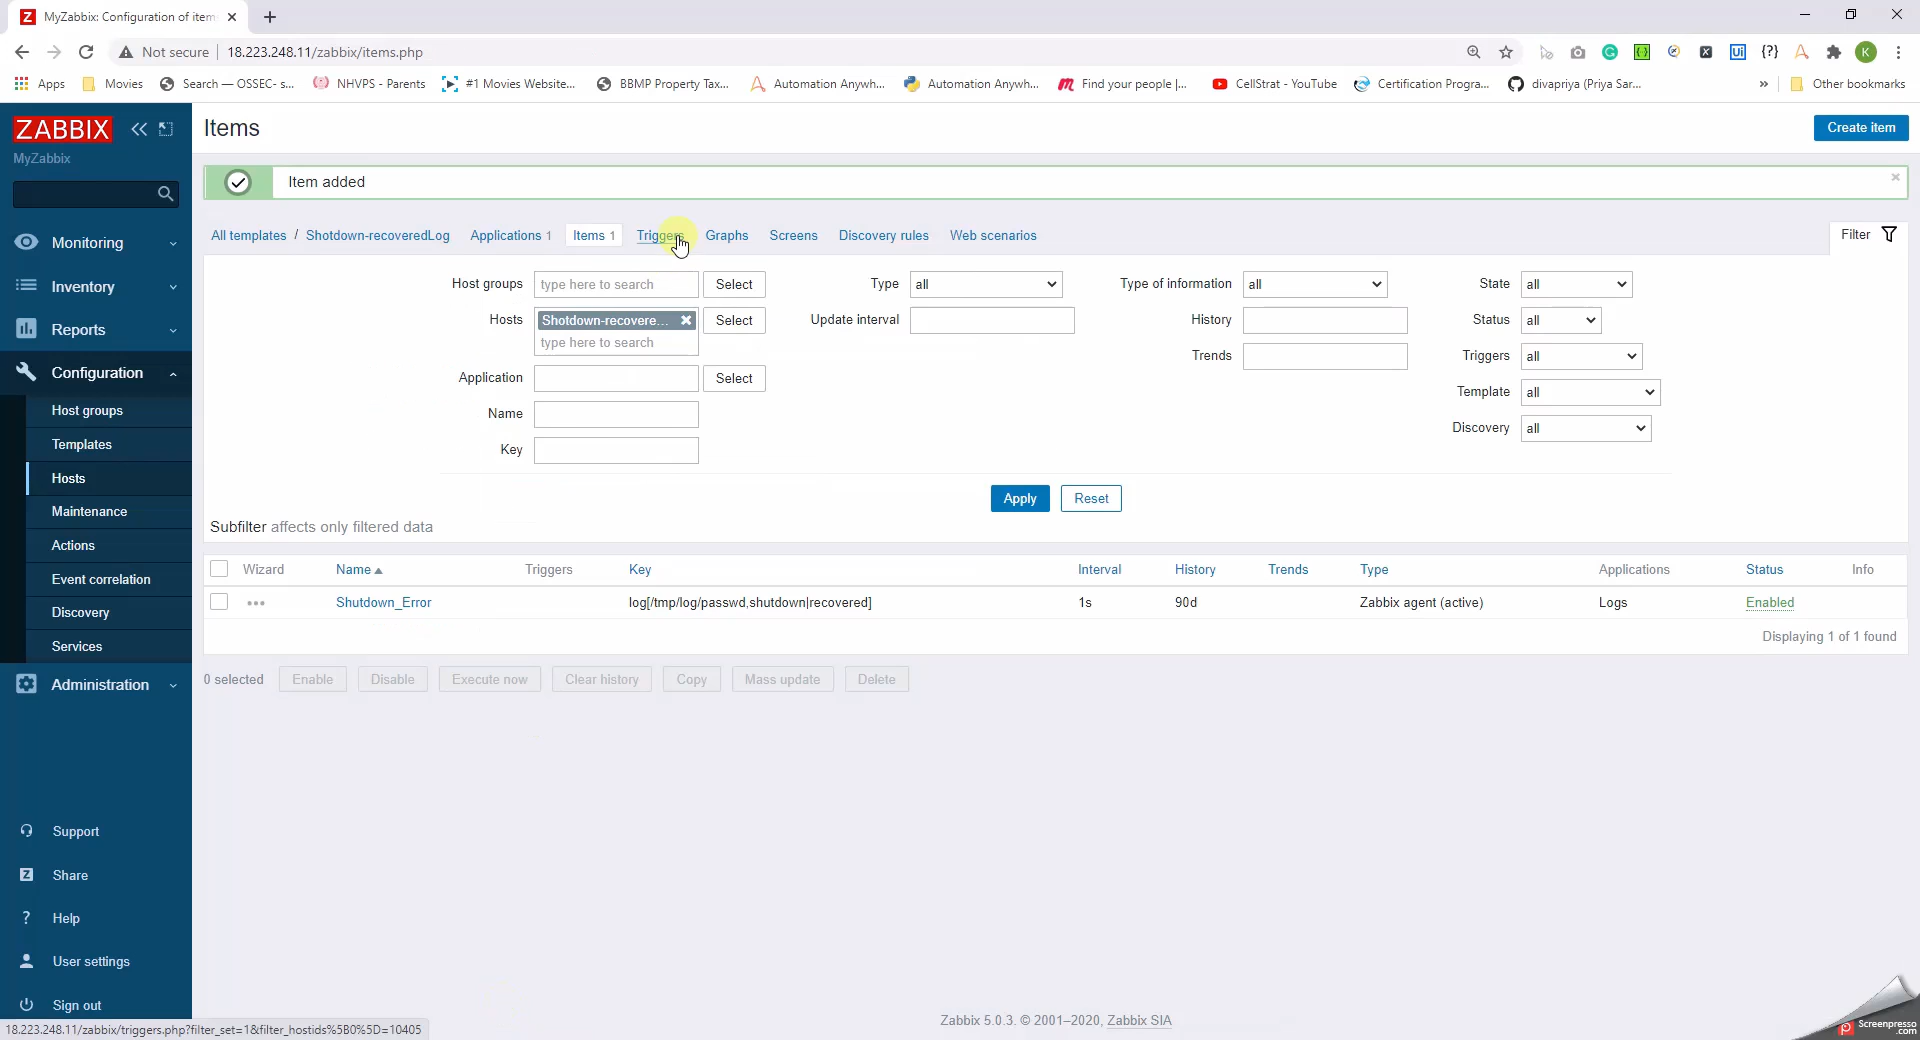 MyZabbix: Configuration of item
Not secure
18.223.248.11/zabbix/items.php
K
Apps
Movies
Search — OSSEC- s...
NHVPS - Parents
#1 Movies Website...
BBMP Property Tax...
Automation Anywh...
Automation Anywh...
Find your people |...
CellStrat - YouTube
Certification Progra...
divapriya (Priya Sar...
»
Other bookmarks
ZABBIX
MyZabbix
Monitoring
Inventory
Reports
Configuration
Host groups
Templates
Hosts
Maintenance
Actions
Event correlation
Discovery
Services
Administration
Support
Share
Help
User settings
Sign out
Items
Create item
Item added
All templates / Shotdown-recoveredLog Applications 1 Items 1 Triggers Graphs Screens Discovery rules Web scenarios
Filter
Host groups type here to search Select Type all Type of information all State all
Hosts Shotdown-recovere... Select Update interval History Status all
type here to search
Trends Triggers all
Application Select
Template all
Name
Discovery all
Key
Apply Reset
Subfilter affects only filtered data
Wizard Name Triggers Key Interval History Trends Type Applications Status Info
Shutdown_Error log[/tmp/log/passwd,shutdown|recovered] 1s 90d Zabbix agent (active) Logs Enabled
Displaying 1 of 1 found
0 selected Enable Disable Execute now Clear history Copy Mass update Delete
Zabbix 5.0.3. © 2001–2020, Zabbix SIA
18.223.248.11/zabbix/triggers.php?filter_set=1&filter_hostids%5B0%5D=10405
Screenpresso
.com